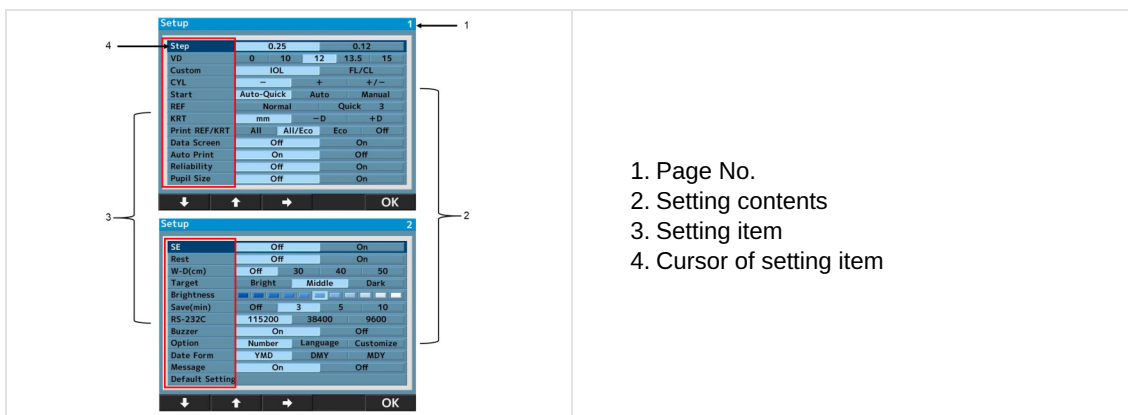 Setup 1
1
4
Step 0.25 0.12
VD 0 10 12 13.5 15
Custom IOL FL/CL
CYL − + +/−
Start Auto-Quick Auto Manual
REF Normal Quick 3
KRT mm −D +D
Print REF/KRT All All/Eco Eco Off
Data Screen Off On
Auto Print On Off
Reliability Off On
Pupil Size Off On
OK
3
2
Setup 2
SE Off On
Rest Off On
W-D(cm) Off 30 40 50
Target Bright Middle Dark
Brightness
Save(min) Off 3 5 10
RS-232C 115200 38400 9600
Buzzer On Off
Option Number Language Customize
Date Form YMD DMY MDY
Message On Off
Default Setting
OK
1. Page No.
2. Setting contents
3. Setting item
4. Cursor of setting item